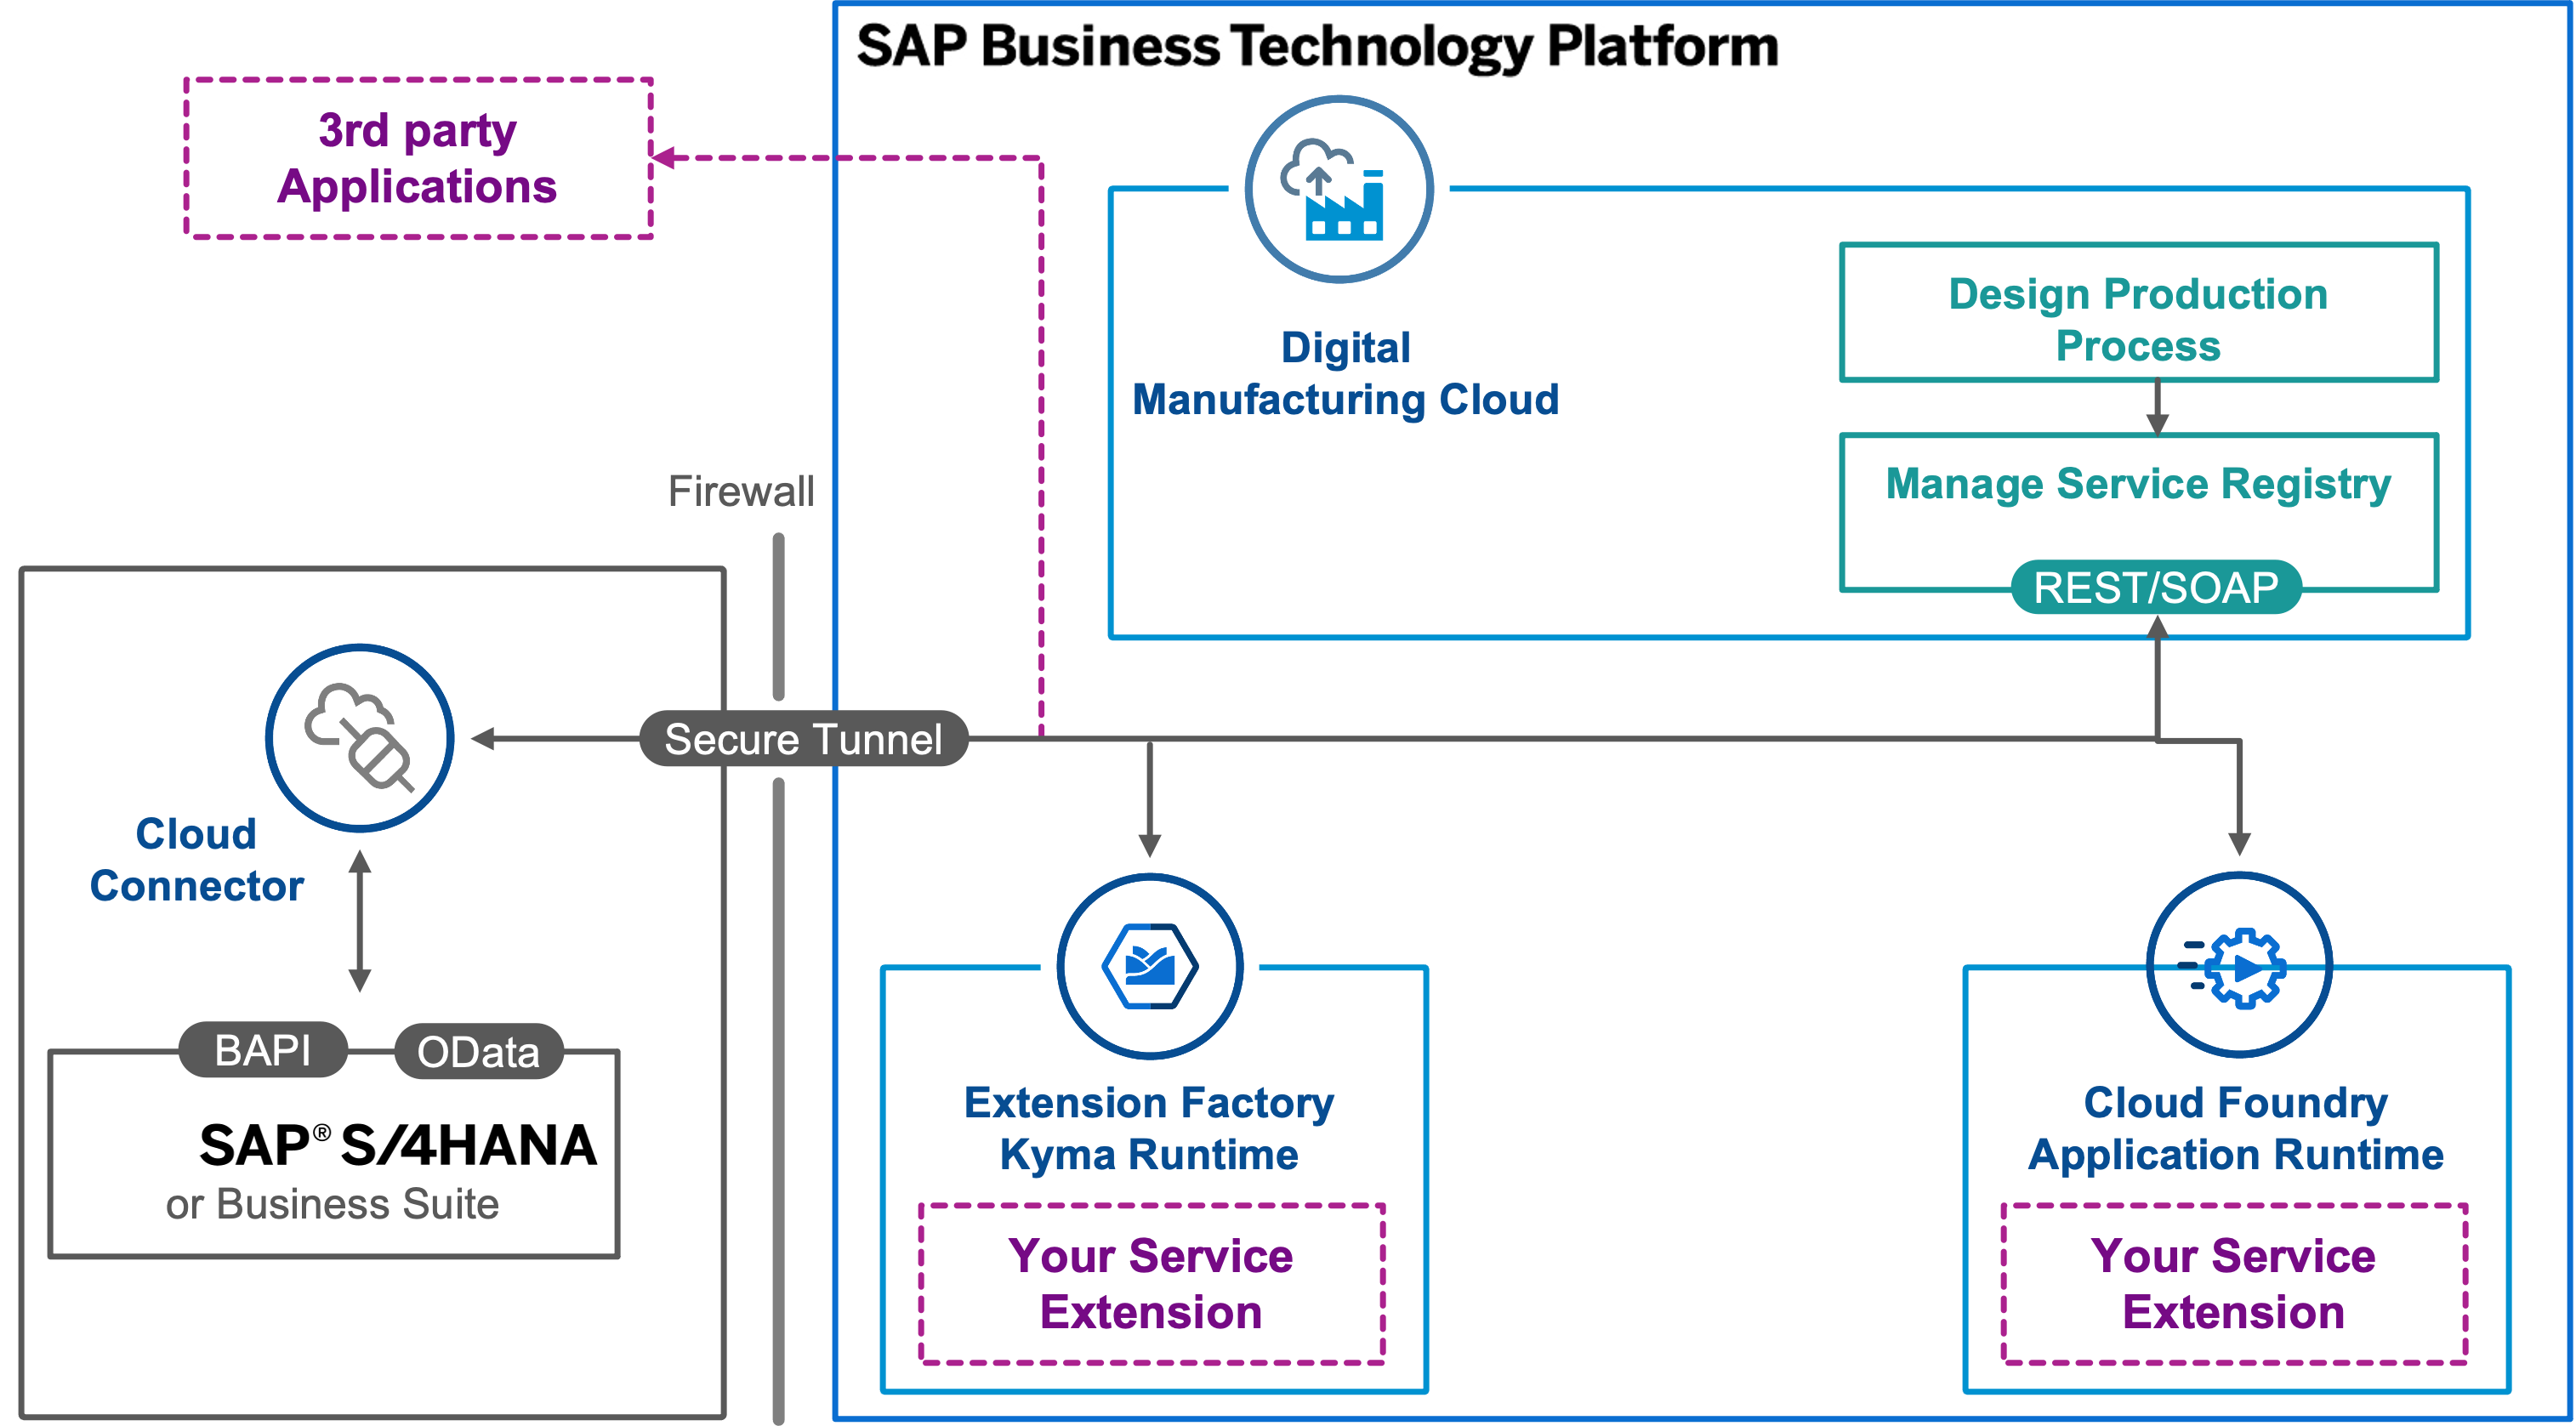 SAP Business Technology Platform
3rd party
Applications
Digital
Manufacturing Cloud
Design Production
Process
Manage Service Registry
REST/SOAP
Firewall
Secure Tunnel
Cloud
Connector
BAPI
OData
SAP® S/4HANA
or Business Suite
Extension Factory
Kyma Runtime
Your Service
Extension
Cloud Foundry
Application Runtime
Your Service
Extension